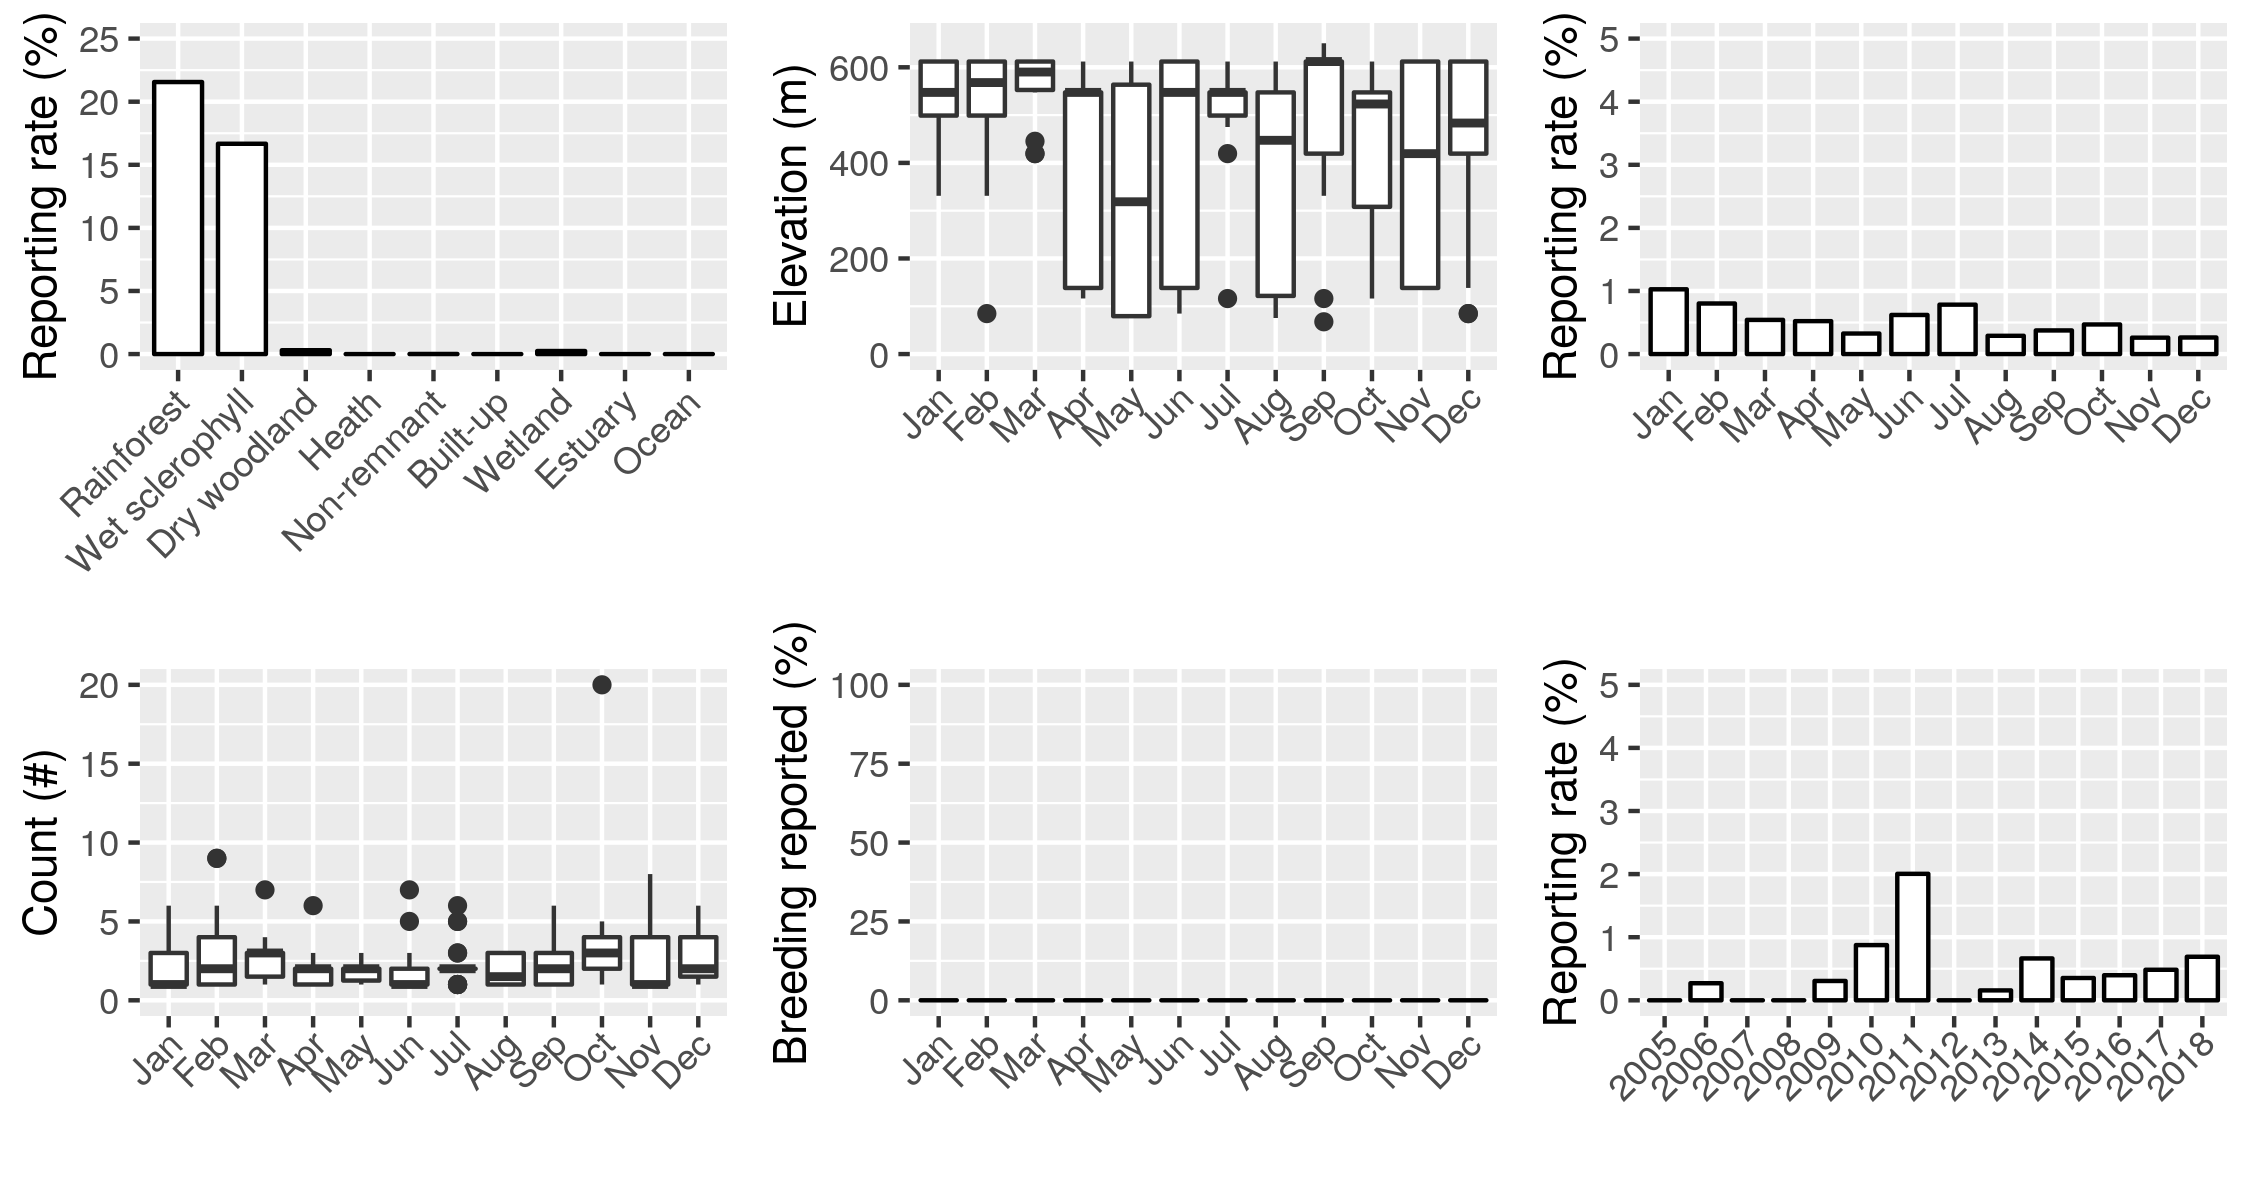 Reporting rate (%)
25
20
15
10
5
0
Rainforest
Wet sclerophyll
Dry woodland
Heath
Non-remnant
Built-up
Wetland
Estuary
Ocean
Elevation (m)
600
400
200
0
Jan
Feb
Mar
Apr
May
Jun
Jul
Aug
Sep
Oct
Nov
Dec
Reporting rate (%)
5
4
3
2
1
0
Jan
Feb
Mar
Apr
May
Jun
Jul
Aug
Sep
Oct
Nov
Dec
Count (#)
20
15
10
5
0
Jan
Feb
Mar
Apr
May
Jun
Jul
Aug
Sep
Oct
Nov
Dec
Breeding reported (%)
100
75
50
25
0
Jan
Feb
Mar
Apr
May
Jun
Jul
Aug
Sep
Oct
Nov
Dec
Reporting rate (%)
5
4
3
2
1
0
2005
2006
2007
2008
2009
2010
2011
2012
2013
2014
2015
2016
2017
2018